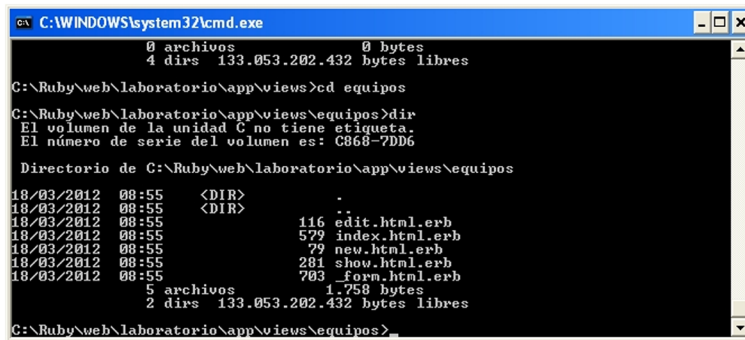 C:\WINDOWS\system32\cmd.exe
0 archivos 0 bytes
4 dirs 133.053.202.432 bytes libres
C:\Ruby\web\laboratorio\app\views>cd equipos
C:\Ruby\web\laboratorio\app\views\equipos>dir
El volumen de la unidad C no tiene etiqueta.
El número de serie del volumen es: C868-7DD6
Directorio de C:\Ruby\web\laboratorio\app\views\equipos
18/03/2012 08:55 <DIR> .
18/03/2012 08:55 <DIR> ..
18/03/2012 08:55 116 edit.html.erb
18/03/2012 08:55 579 index.html.erb
18/03/2012 08:55 79 new.html.erb
18/03/2012 08:55 281 show.html.erb
18/03/2012 08:55 703 _form.html.erb
5 archivos 1.758 bytes
2 dirs 133.053.202.432 bytes libres
C:\Ruby\web\laboratorio\app\views\equipos>_